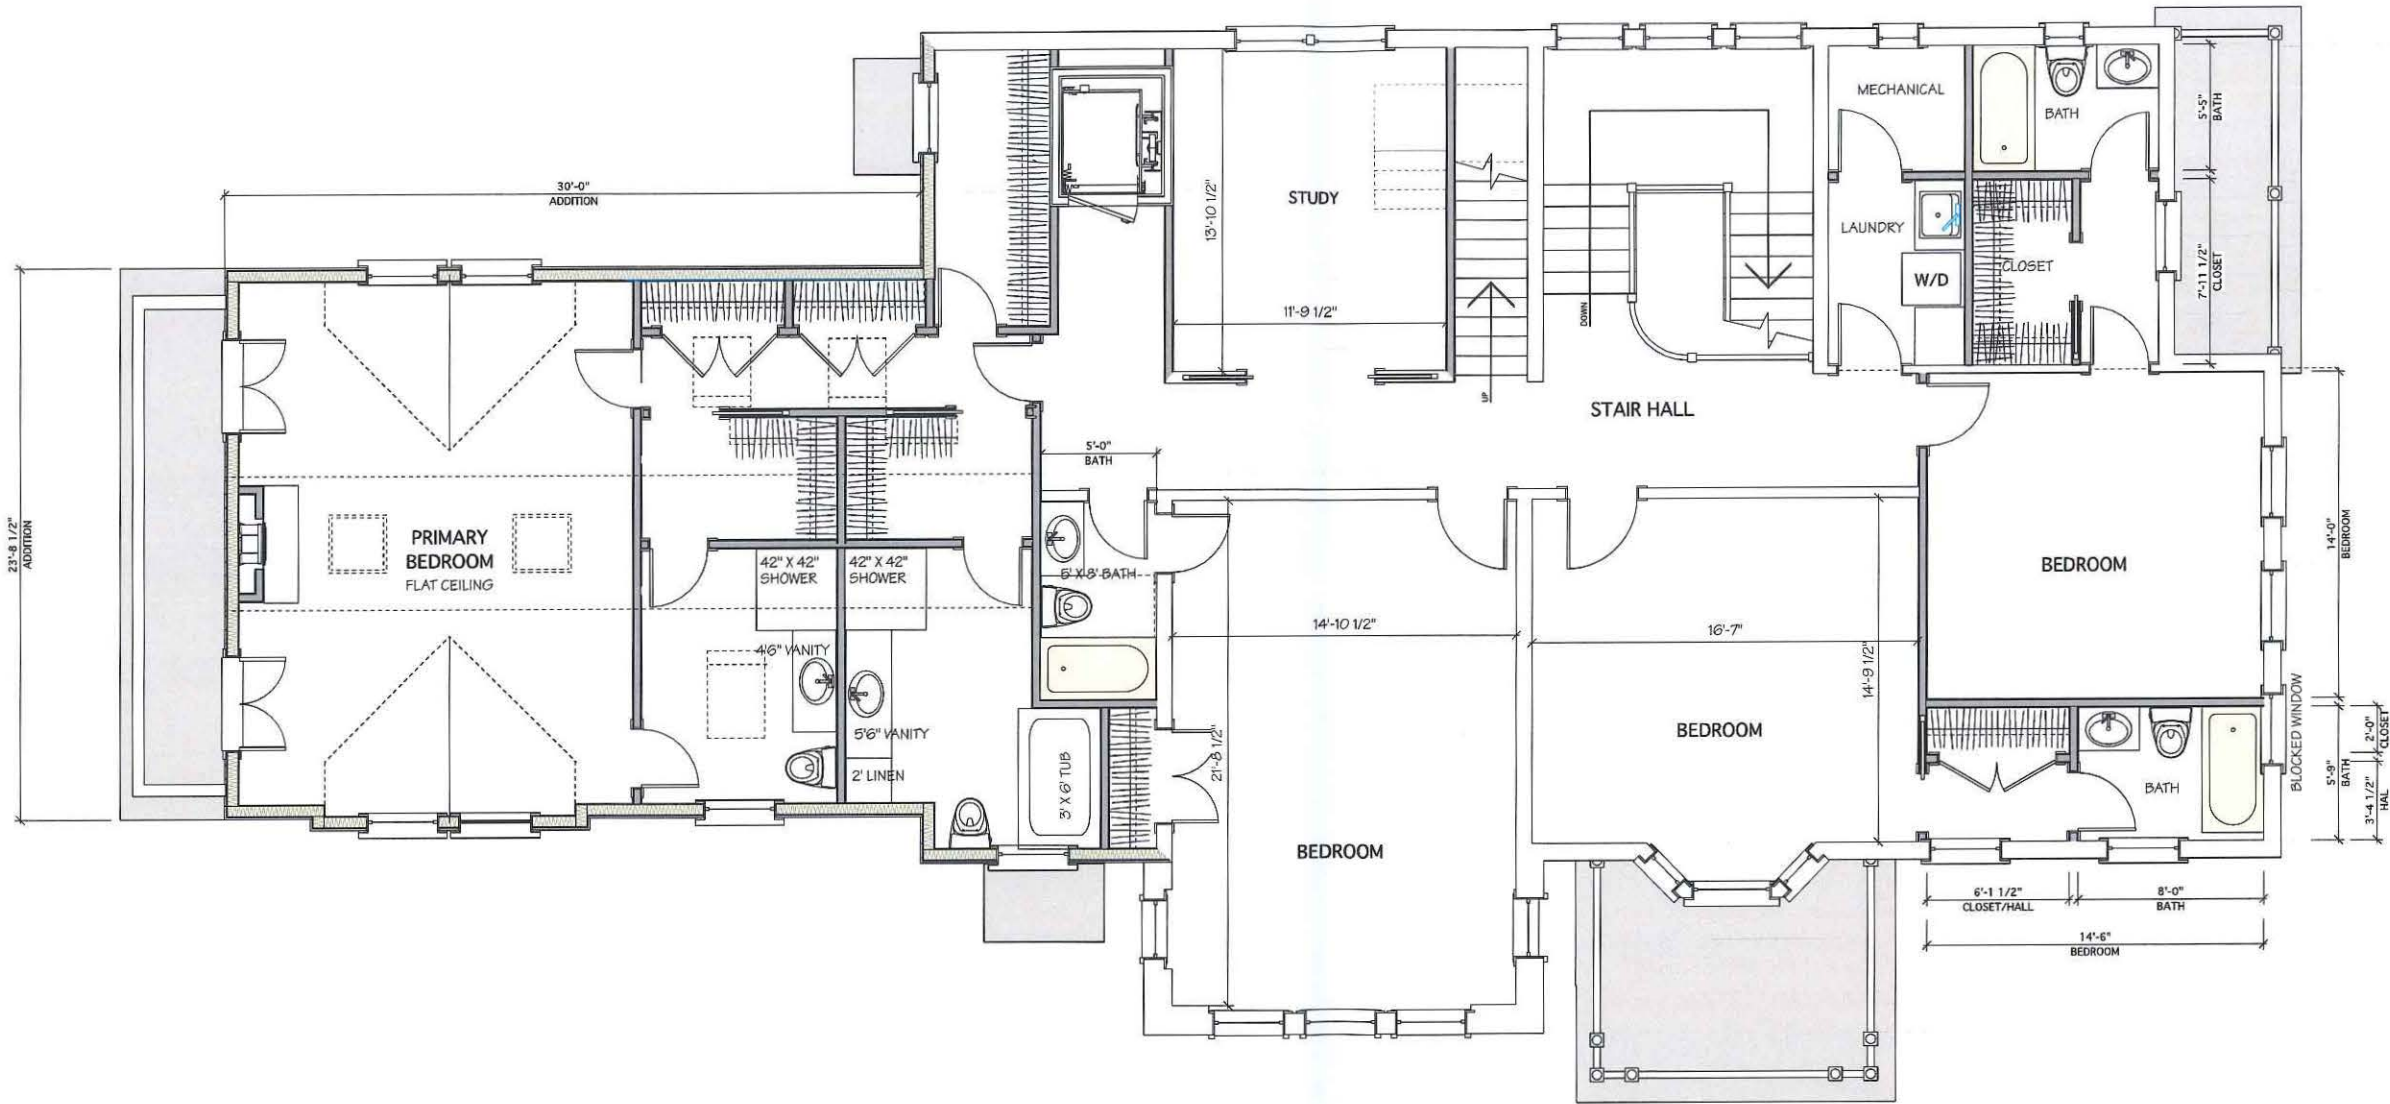 30'-0"
ADDITION
23'-8 1/2"
ADDITION
PRIMARY
BEDROOM
FLAT CEILING
42" X 42"
SHOWER
42" X 42"
SHOWER
4'6" VANITY
5'6" VANITY
2' LINEN
3' X 6' TUB
5'-0"
BATH
5' X 8' BATH
13'-10 1/2"
STUDY
11'-9 1/2"
UP
DOWN
STAIR HALL
MECHANICAL
LAUNDRY
W/D
BATH
CLOSET
5'-5"
BATH
7'-11 1/2"
CLOSET
14'-10 1/2"
21'-8 1/2"
BEDROOM
16'-7"
14'-9 1/2"
BEDROOM
BEDROOM
14'-0"
BEDROOM
BLOCKED WINDOW
BATH
5'-9"
BATH
2'-0"
CLOSET
3'-4 1/2"
HAL
6'-1 1/2"
CLOSET/HALL
8'-0"
BATH
14'-6"
BEDROOM